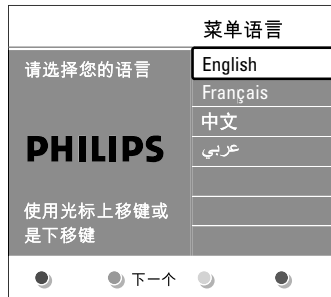 菜单语言
请选择您的语言
English
Français
中文
عربي
PHILIPS
使用光标上移键或
是下移键
下一个